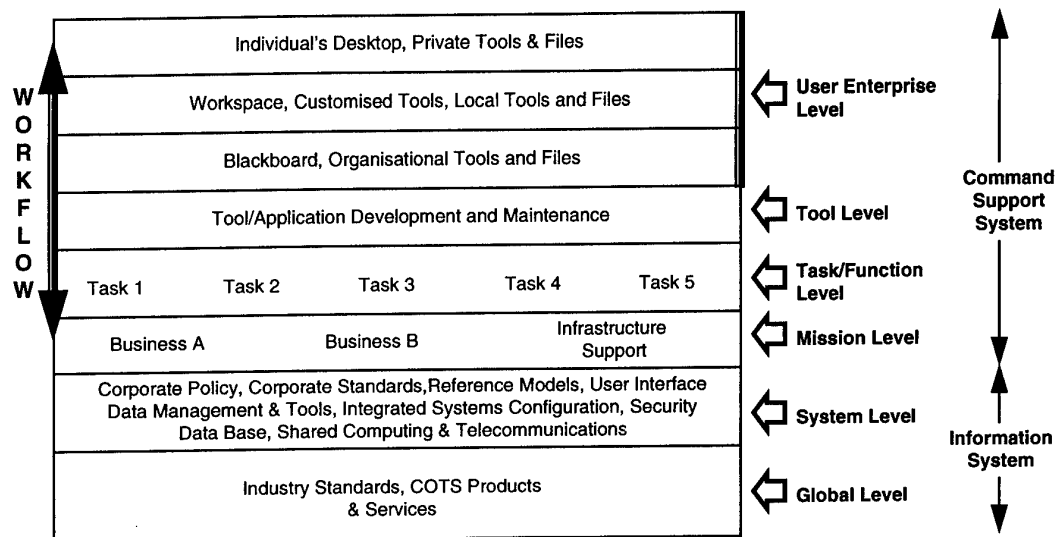 WORKFLOW
Individual's Desktop, Private Tools & Files
Workspace, Customised Tools, Local Tools and Files
Blackboard, Organisational Tools and Files
User Enterprise
Level
Tool/Application Development and Maintenance
Tool Level
Task 1 Task 2 Task 3 Task 4 Task 5
Task/Function
Level
Business A Business B Infrastructure
Support
Mission Level
Command
Support
System
Corporate Policy, Corporate Standards,Reference Models, User Interface
Data Management & Tools, Integrated Systems Configuration, Security
Data Base, Shared Computing & Telecommunications
System Level
Industry Standards, COTS Products
& Services
Global Level
Information
System